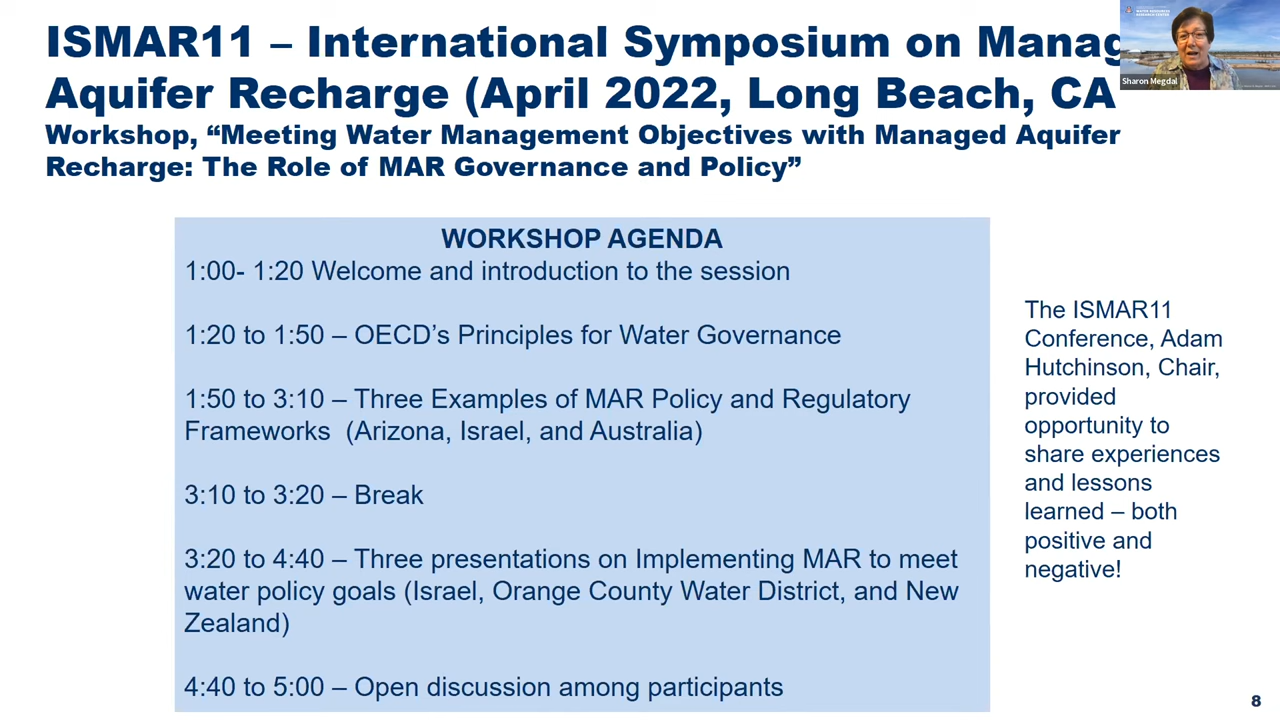 ISMAR11 – International Symposium on Manag
Aquifer Recharge (April 2022, Long Beach, CA
Workshop, “Meeting Water Management Objectives with Managed Aquifer
Recharge: The Role of MAR Governance and Policy”
WATER RESOURCES
RESEARCH CENTER
Sharon Megdal
WORKSHOP AGENDA
1:00- 1:20 Welcome and introduction to the session
1:20 to 1:50 – OECD’s Principles for Water Governance
1:50 to 3:10 – Three Examples of MAR Policy and Regulatory
Frameworks (Arizona, Israel, and Australia)
3:10 to 3:20 – Break
3:20 to 4:40 – Three presentations on Implementing MAR to meet
water policy goals (Israel, Orange County Water District, and New
Zealand)
4:40 to 5:00 – Open discussion among participants
The ISMAR11
Conference, Adam
Hutchinson, Chair,
provided
opportunity to
share experiences
and lessons
learned – both
positive and
negative!
8